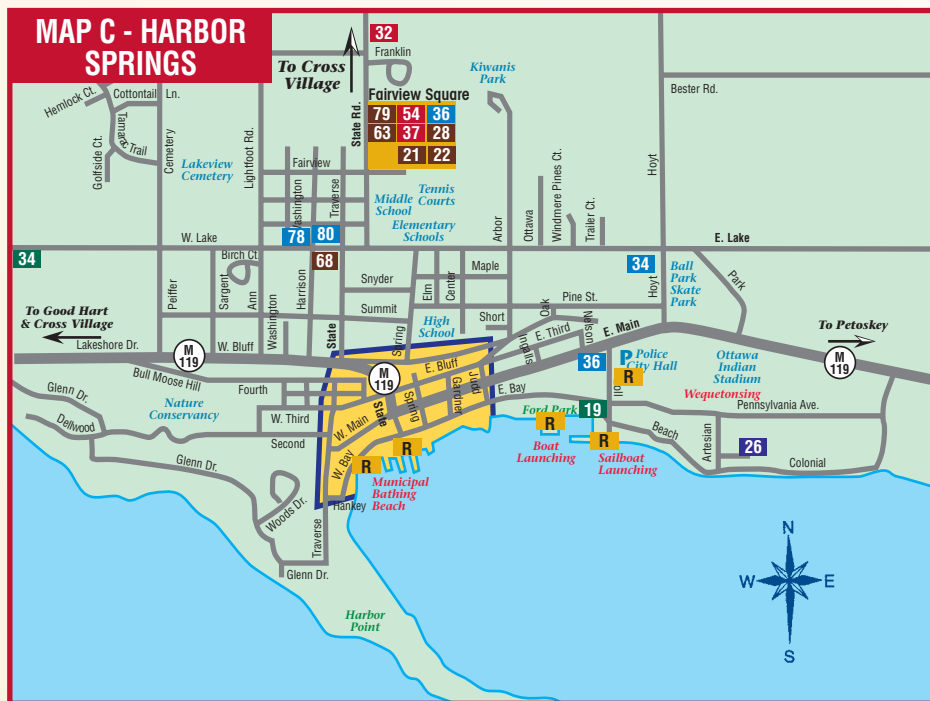 MAP C - HARBOR
SPRINGS
32
Franklin
To Cross
Village
Kiwanis
Park
State Rd.
Fairview Square
79 54 36
63 37 28
21 22
Bester Rd.
Hemlock Ct.
Cottontail Ln.
Tamarac Trail
Golfside Ct.
Cemetery
Lightfoot Rd.
Lakeview
Cemetery
Fairview
Washington
Traverse
Middle
School
Tennis
Courts
Elementary
Schools
Arbor
Ottawa
Windmere Pines Ct.
Trailer Ct.
Hoyt
78 80
W. Lake
E. Lake
34
68
Birch Ct.
Peiffer
Sargent
Ann
Washington
Harrison
State
Snyder
Summit
Spring
Elm
Center
Maple
Pine St.
Short
High
School
34
Hoyt
Ball
Park
Skate
Park
Park
To Good Hart
& Cross Village
Lakeshore Dr.
M
119
W. Bluff
Bull Moose Hill
Fourth
W. Third
Second
Nature
Conservancy
Glenn Dr.
Dellwood
Glenn Dr.
Woods Dr.
Traverse
Glenn Dr.
Hankey
M
119
E. Bluff
State
Spring
Gardner
Judd
W. Main
W. Bay
E. Bay
E. Third
Ingalls
Oak
Nelson
E. Main
36
P Police
City Hall
R
Ottawa
Indian
Stadium
Wequetonsing
To Petoskey
M
119
Pennsylvania Ave.
Ford Park
19
R
Boat
Launching
R
Sailboat
Launching
Beach
Artesian
26
Colonial
R
R
Municipal
Bathing
Beach
Harbor
Point
N
W
E
S